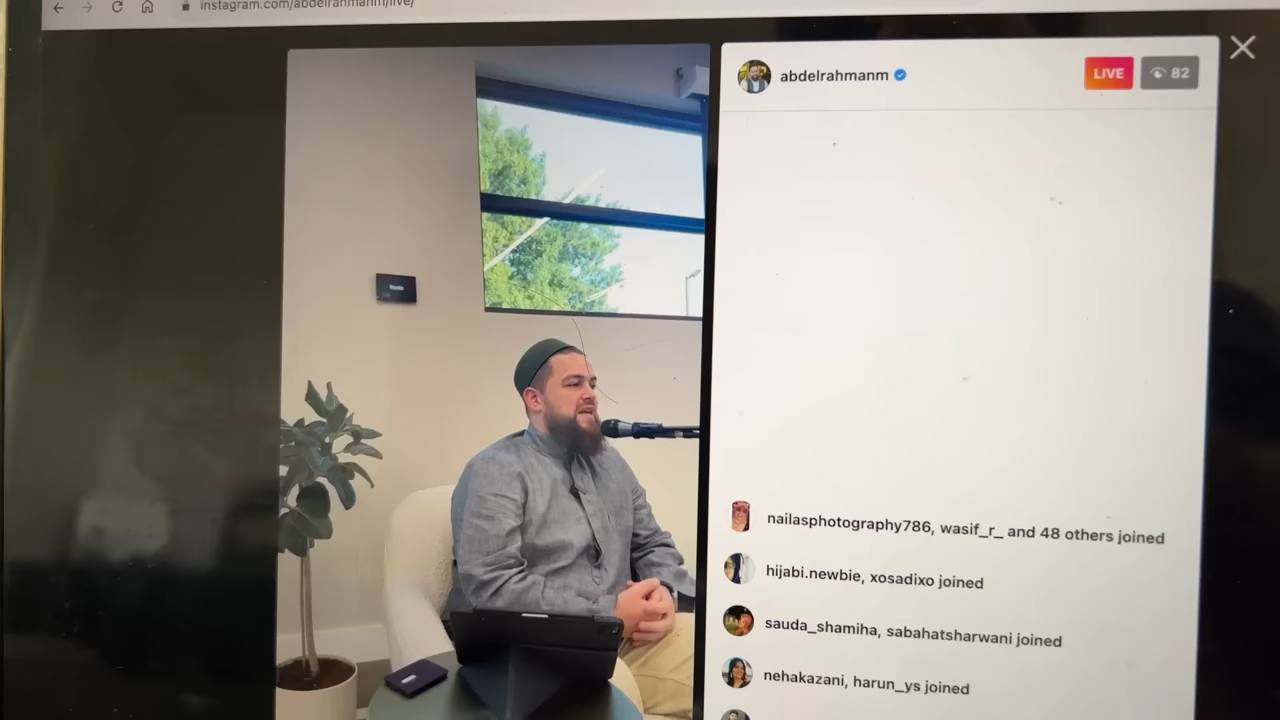 instagram.com/abdelrahmanm/live/
abdelrahmanm
LIVE
82
nailasphotography786, wasif_r_ and 48 others joined
hijabi.newbie, xosadixo joined
sauda_shamiha, sabahatsharwani joined
nehakazani, harun_ys joined